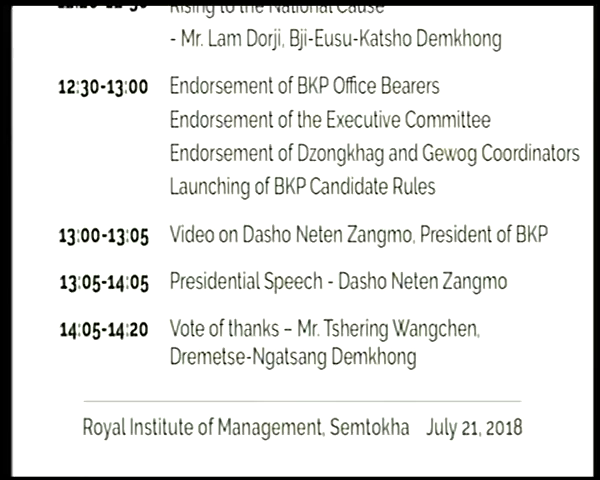 Rising to the National Cause
- Mr. Lam Dorji, Bji-Eusu-Katsho Demkhong
12:30-13:00 Endorsement of BKP Office Bearers
Endorsement of the Executive Committee
Endorsement of Dzongkhag and Gewog Coordinators
Launching of BKP Candidate Rules
13:00-13:05 Video on Dasho Neten Zangmo, President of BKP
13:05-14:05 Presidential Speech - Dasho Neten Zangmo
14:05-14:20 Vote of thanks – Mr. Tshering Wangchen,
Dremetse-Ngatsang Demkhong
Royal Institute of Management, Semtokha July 21, 2018